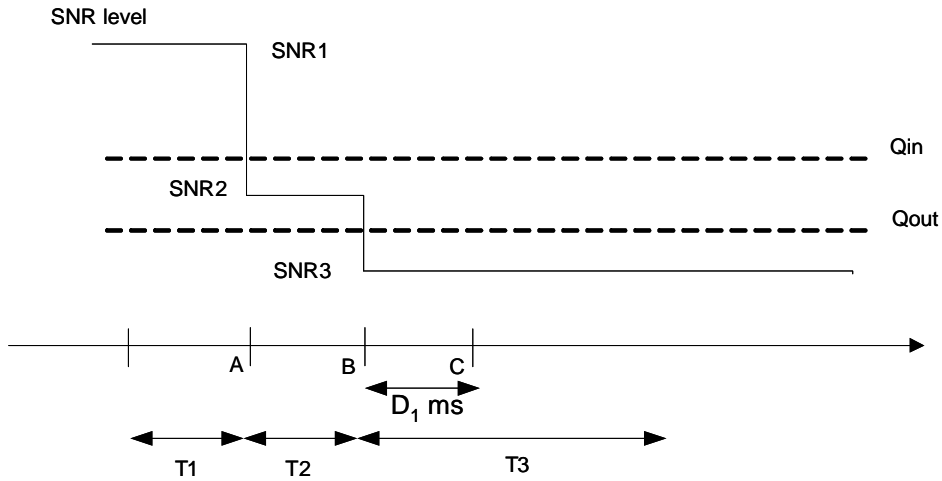 SNR level
SNR1
Qin
SNR2
Qout
SNR3
A
B
C
D₁ ms
T1
T2
T3